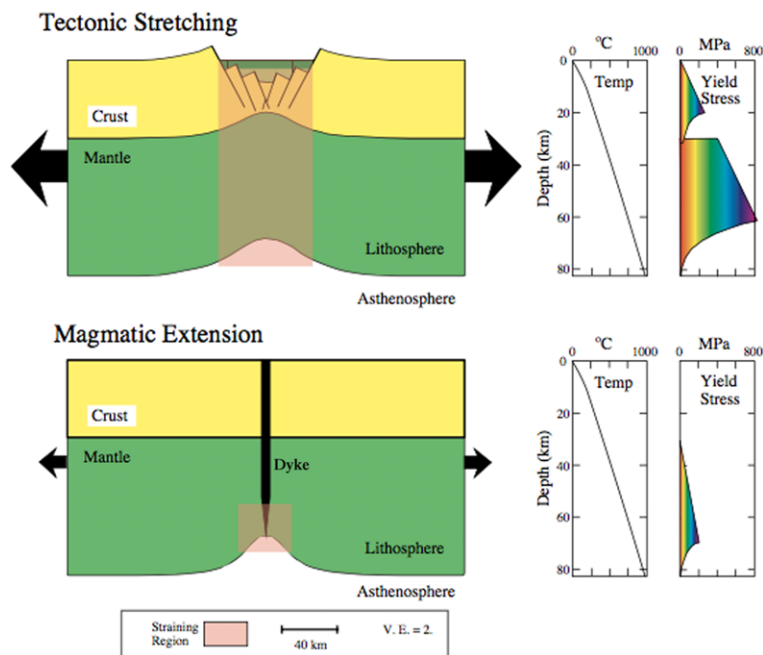 Tectonic Stretching
°C
MPa
0
1000
0
800
0
Temp
Yield
Stress
Crust
20
Mantle
40
Depth (km)
60
Lithosphere
80
Asthenosphere
Magmatic Extension
°C
MPa
0
1000
0
800
0
Temp
Yield
Stress
Crust
20
Mantle
40
Dyke
Depth (km)
60
Lithosphere
80
Asthenosphere
Straining
Region
40 km
V. E. = 2.